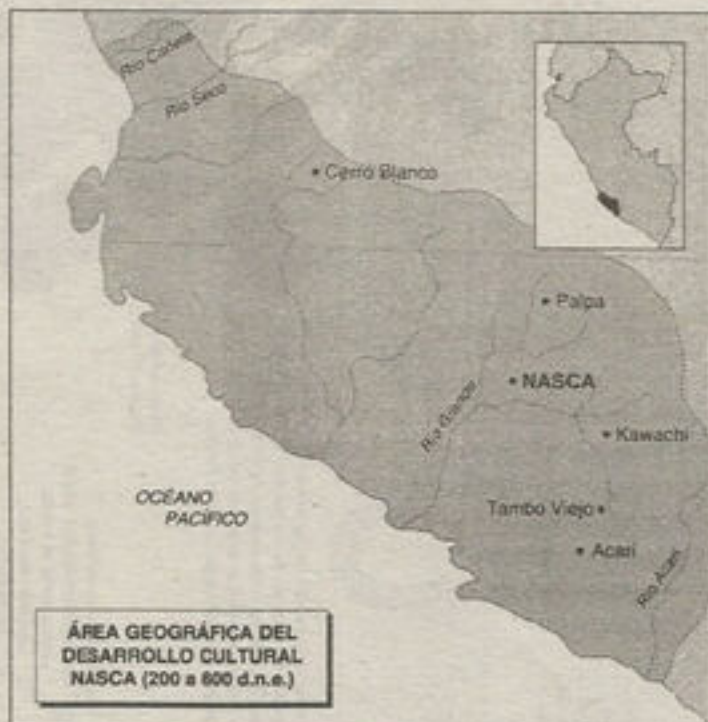 Río Cañete
Río Seco
Cerro Blanco
Palpa
NASCA
Río Grande
Kawachi
OCÉANO
PACÍFICO
Tambo Viejo
Acarí
Río Acarí
ÁREA GEOGRÁFICA DEL
DESARROLLO CULTURAL
NASCA (200 a 600 d.n.e.)